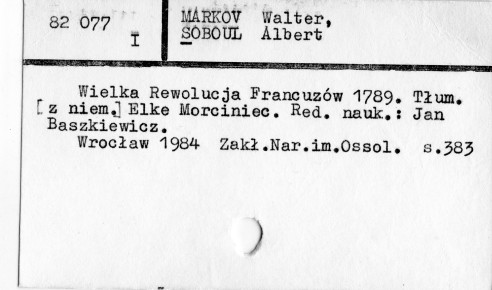 82 077
I
MARKOV Walter,
SOBOUL Albert
Wielka Rewolucja Francuzów 1789. Tłum.
[z niem.] Elke Morciniec. Red. nauk.: Jan
Baszkiewicz.
Wrocław 1984 Zakł.Nar.im.Ossol. s.383